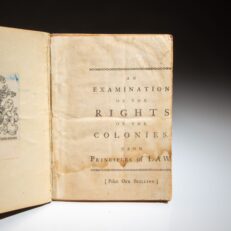 AN
EXAMINATION
OF THE
RIGHTS
OF THE
COLONIES,
UPON
PRINCIPLES of LAW.
[Price One Shilling.]